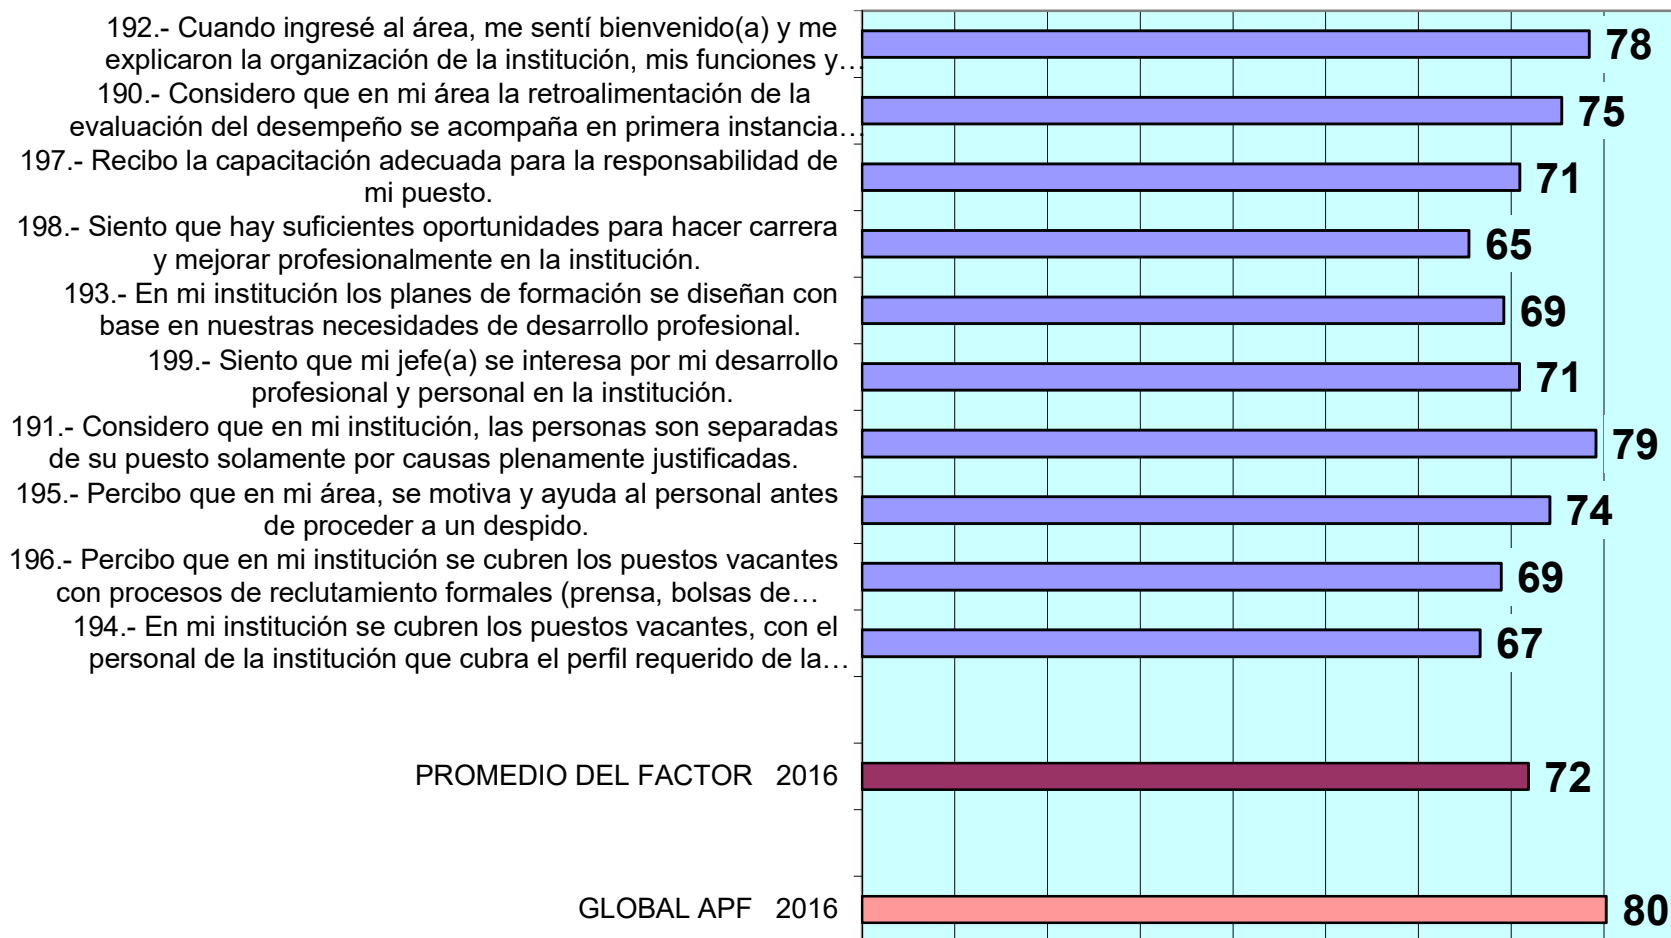 192.- Cuando ingresé al área, me sentí bienvenido(a) y me
explicaron la organización de la institución, mis funciones y…
78
190.- Considero que en mi área la retroalimentación de la
evaluación del desempeño se acompaña en primera instancia…
75
197.- Recibo la capacitación adecuada para la responsabilidad de
mi puesto.
71
198.- Siento que hay suficientes oportunidades para hacer carrera
y mejorar profesionalmente en la institución.
65
193.- En mi institución los planes de formación se diseñan con
base en nuestras necesidades de desarrollo profesional.
69
199.- Siento que mi jefe(a) se interesa por mi desarrollo
profesional y personal en la institución.
71
191.- Considero que en mi institución, las personas son separadas
de su puesto solamente por causas plenamente justificadas.
79
195.- Percibo que en mi área, se motiva y ayuda al personal antes
de proceder a un despido.
74
196.- Percibo que en mi institución se cubren los puestos vacantes
con procesos de reclutamiento formales (prensa, bolsas de…
69
194.- En mi institución se cubren los puestos vacantes, con el
personal de la institución que cubra el perfil requerido de la…
67
PROMEDIO DEL FACTOR 2016
72
GLOBAL APF 2016
80